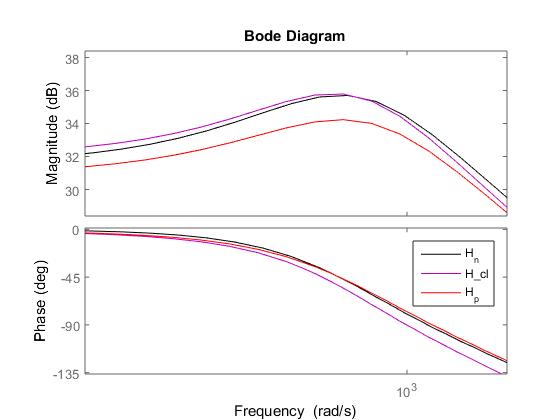 Bode Diagram
Magnitude (dB)
38
36
34
32
30
Phase (deg)
0
-45
-90
-135
H_n
H_cl
H_p
10^3
Frequency (rad/s)